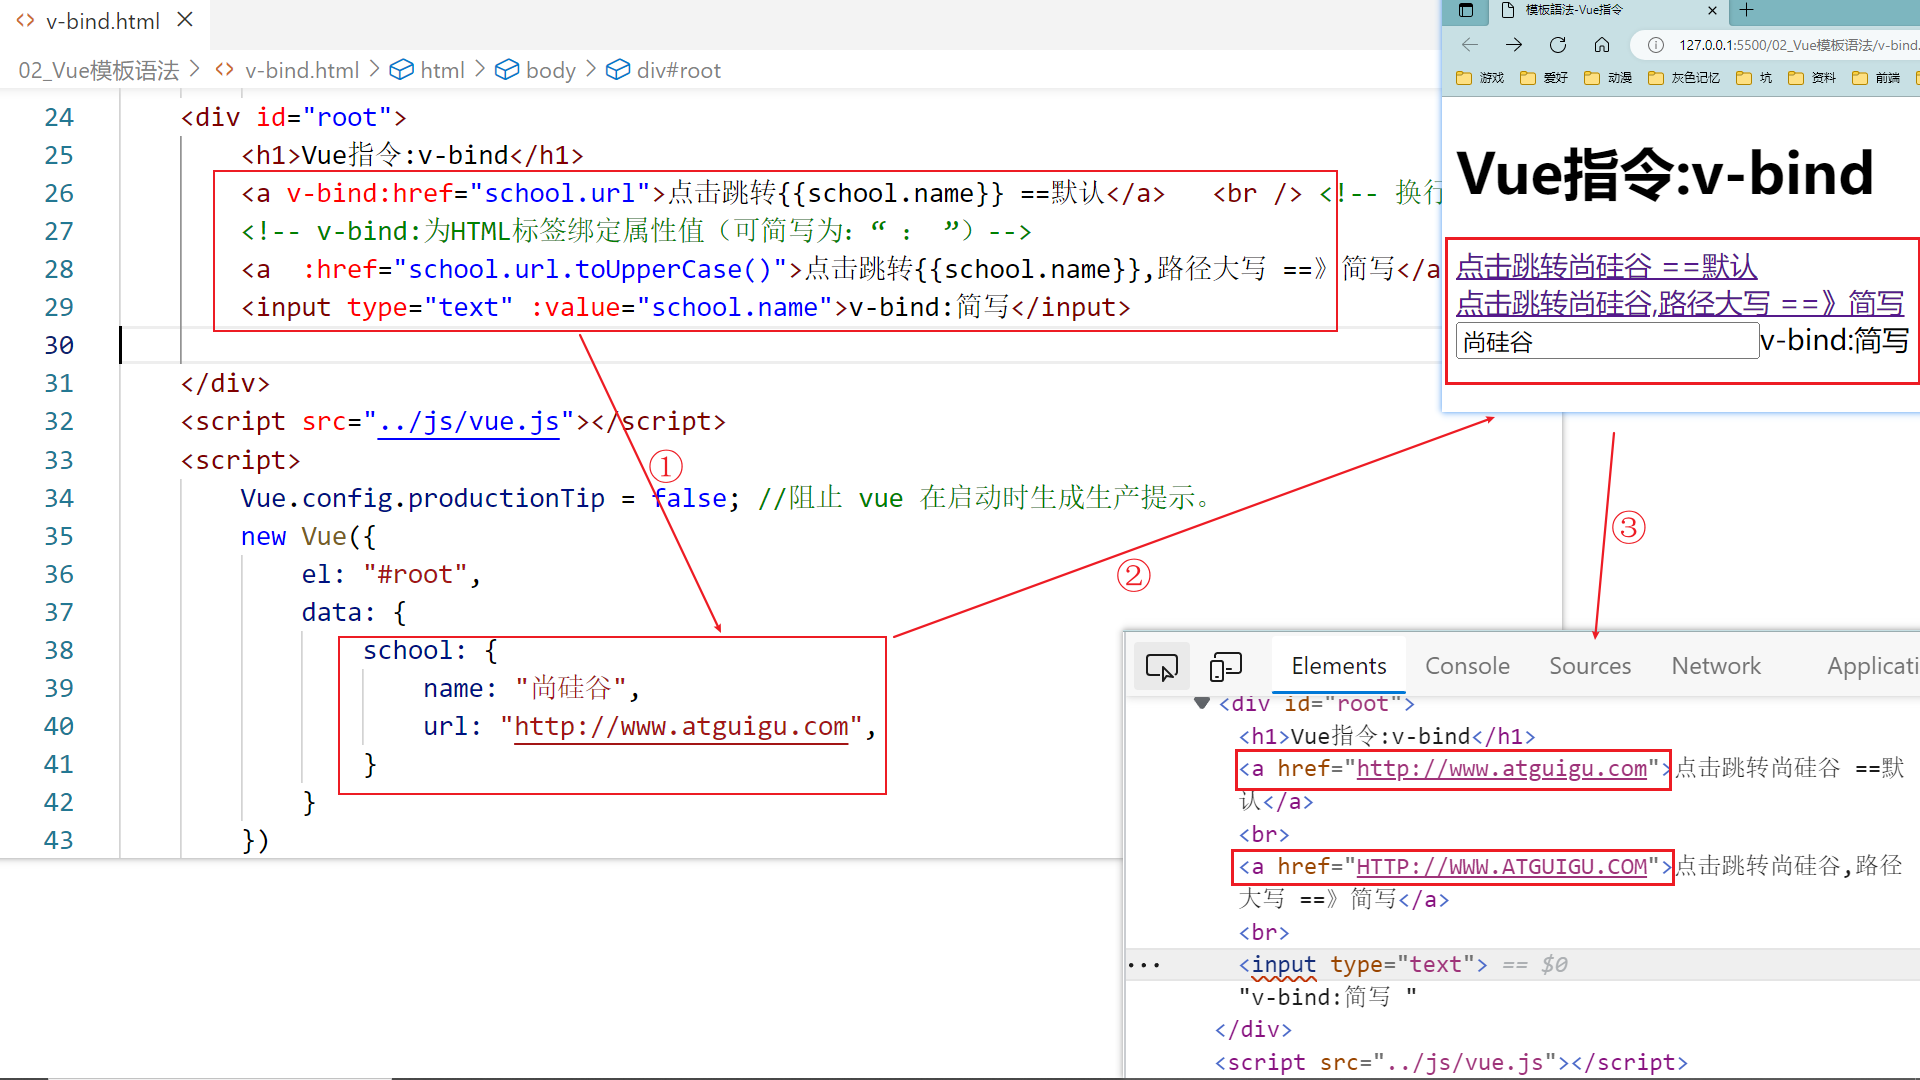 v-bind.html
02_Vue模板语法 > v-bind.html > html > body > div#root
24 <div id="root">
25 <h1>Vue指令:v-bind</h1>
26 <a v-bind:href="school.url">点击跳转{{school.name}} ==默认</a> <br /> <!-- 换行
27 <!-- v-bind:为HTML标签绑定属性值（可简写为：“ : ”）-->
28 <a :href="school.url.toUpperCase()">点击跳转{{school.name}},路径大写 ==》简写</a
29 <input type="text" :value="school.name">v-bind:简写</input>
30
31 </div>
32 <script src="../js/vue.js"></script>
33 <script>
34 Vue.config.productionTip = false; //阻止 vue 在启动时生成生产提示。
35 new Vue({
36 el: "#root",
37 data: {
38 school: {
39 name: "尚硅谷",
40 url: "http://www.atguigu.com",
41 }
42 }
43 })
①
②
③
模板語法-Vue指令
127.0.0.1:5500/02_Vue模板语法/v-bind.
游戏 爱好 动漫 灰色记忆 坑 资料 前端
Vue指令:v-bind
点击跳转尚硅谷 ==默认
点击跳转尚硅谷,路径大写 ==》简写
尚硅谷 v-bind:简写
Elements Console Sources Network Applicati
<div id="root">
<h1>Vue指令:v-bind</h1>
<a href="http://www.atguigu.com">点击跳转尚硅谷 ==默
认</a>
<br>
<a href="HTTP://WWW.ATGUIGU.COM">点击跳转尚硅谷,路径
大写 ==》简写</a>
<br>
... <input type="text"> == $0
"v-bind:简写 "
</div>
<script src="../js/vue.js"></script>